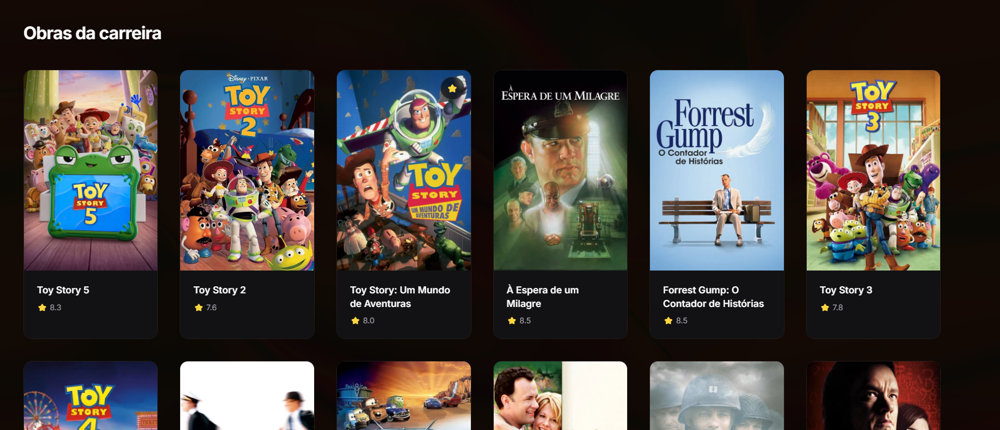 Obras da carreira
TOY
STORY
5
Toy Story 5
8.3
DISNEY · PIXAR
TOY
STORY
2
Toy Story 2
7.6
TOY
STORY
UM MUNDO DE
AVENTURAS
Toy Story: Um Mundo
de Aventuras
8.0
À
ESPERA DE UM MILAGRE
À Espera de um
Milagre
8.5
Forrest
Gump
O Contador
de Histórias
Forrest Gump: O
Contador de Histórias
8.5
TOY
STORY
3
Toy Story 3
7.8
TOY
STORY
4